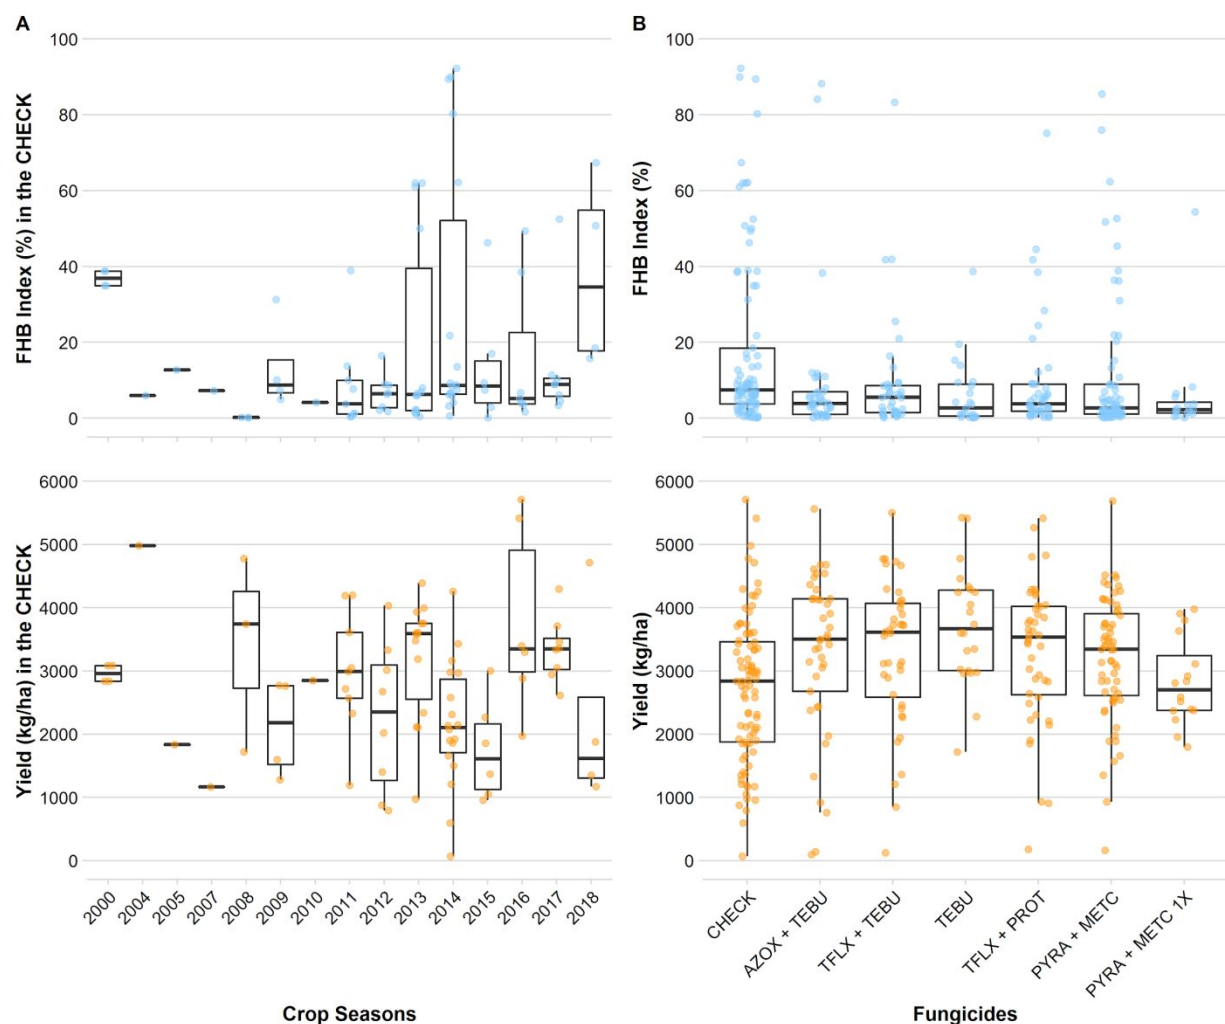 A
FHB Index (%) in the CHECK
100
80
60
40
20
0
B
FHB Index (%)
100
80
60
40
20
0
Yield (kg/ha) in the CHECK
6000
5000
4000
3000
2000
1000
0
2000
2004
2005
2007
2008
2009
2010
2011
2012
2013
2014
2015
2016
2017
2018
Crop Seasons
Yield (kg/ha)
6000
5000
4000
3000
2000
1000
0
CHECK
AZOX + TEBU
TFLX + TEBU
TEBU
TFLX + PROT
PYRA + METC
PYRA + METC 1X
Fungicides